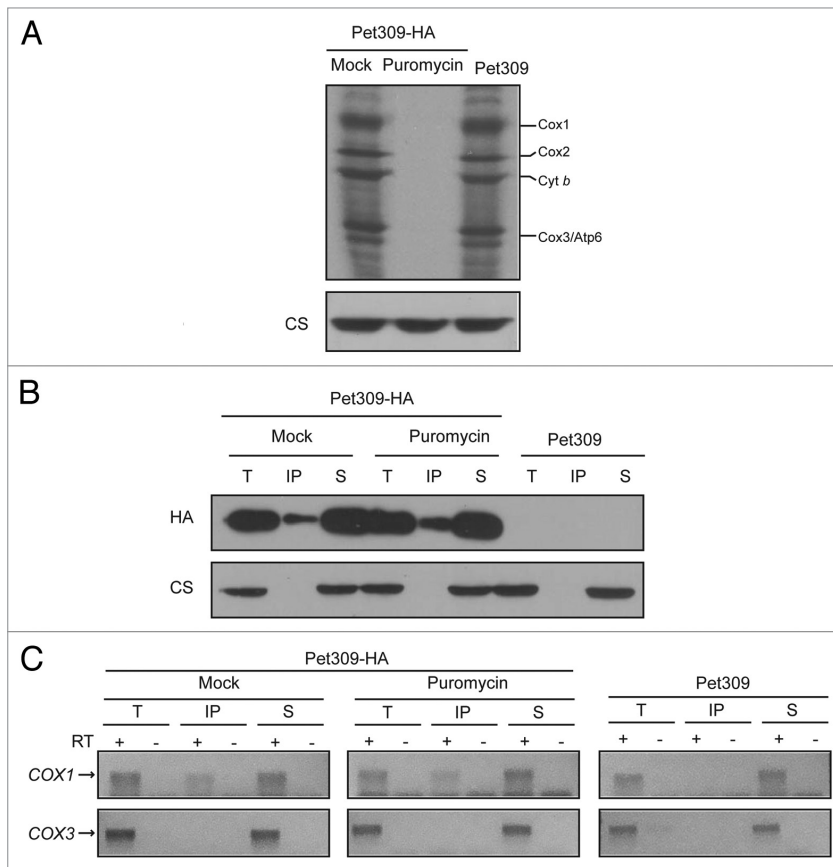 A
Pet309-HA
Mock Puromycin Pet309
Cox1
Cox2
Cyt b
Cox3/Atp6
CS
B
Pet309-HA
Mock Puromycin Pet309
T IP S T IP S T IP S
HA
CS
C
Pet309-HA
Mock Puromycin Pet309
T IP S T IP S T IP S
RT + - + - + - + - + - + - + - + - + -
COX1→
COX3→